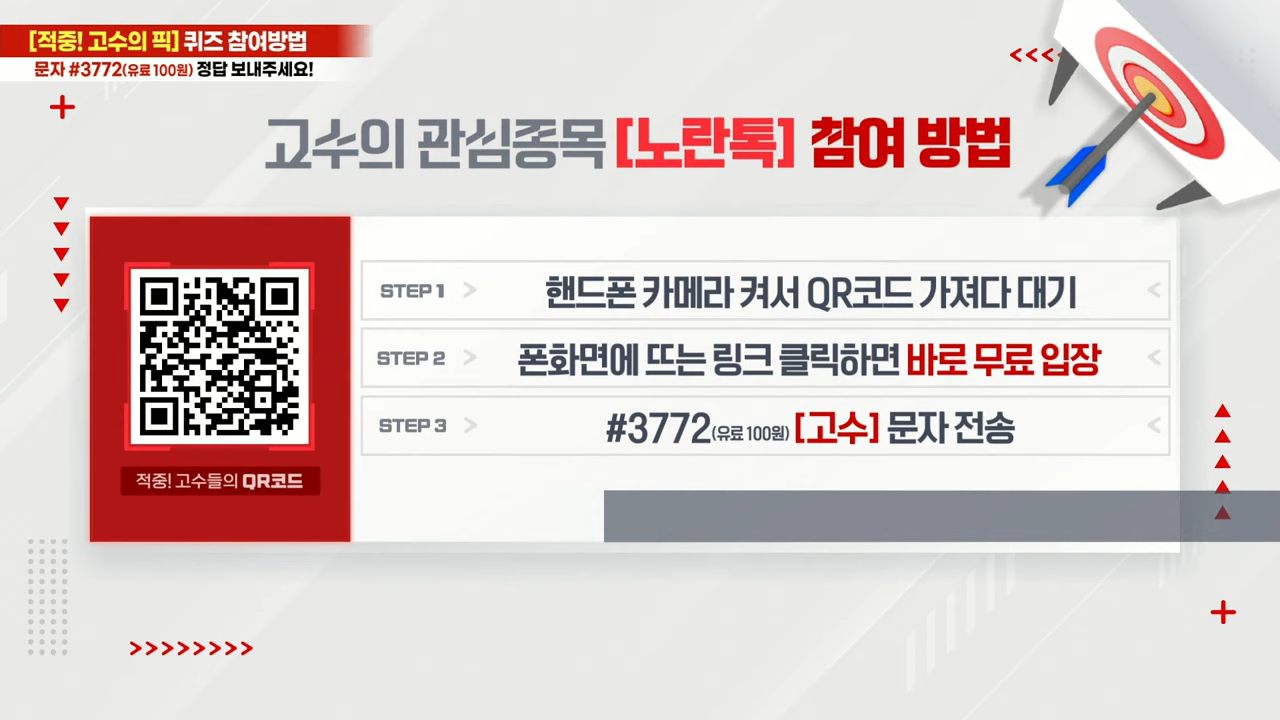 [적중! 고수의 픽] 퀴즈 참여방법
문자 #3772(유료 100원) 정답 보내주세요!
고수의 관심종목 [노란톡] 참여 방법
STEP 1 핸드폰 카메라 켜서 QR코드 가져다 대기
STEP 2 폰화면에 뜨는 링크 클릭하면 바로 무료 입장
STEP 3 #3772(유료 100원) [고수] 문자 전송
적중! 고수들의 QR코드